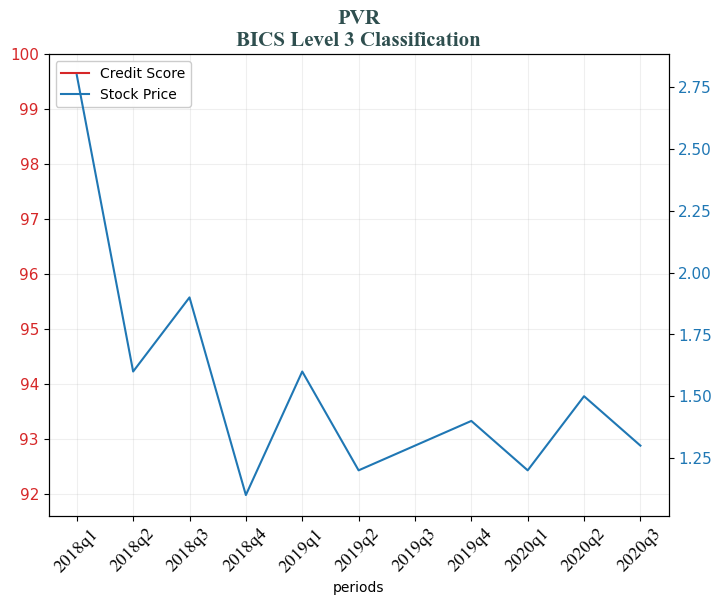 PVR
BICS Level 3 Classification
Credit Score
Stock Price
100
99
98
97
96
95
94
93
92
2.75
2.50
2.25
2.00
1.75
1.50
1.25
2018q1
2018q2
2018q3
2018q4
2019q1
2019q2
2019q3
2019q4
2020q1
2020q2
2020q3
periods